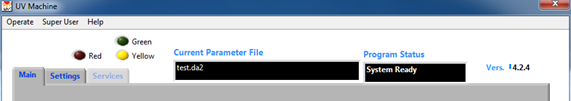 UV Machine
Operate Super User Help
Green
Red Yellow
Current Parameter File
test.da2
Program Status
System Ready
Vers. 4.2.4
Main Settings Services